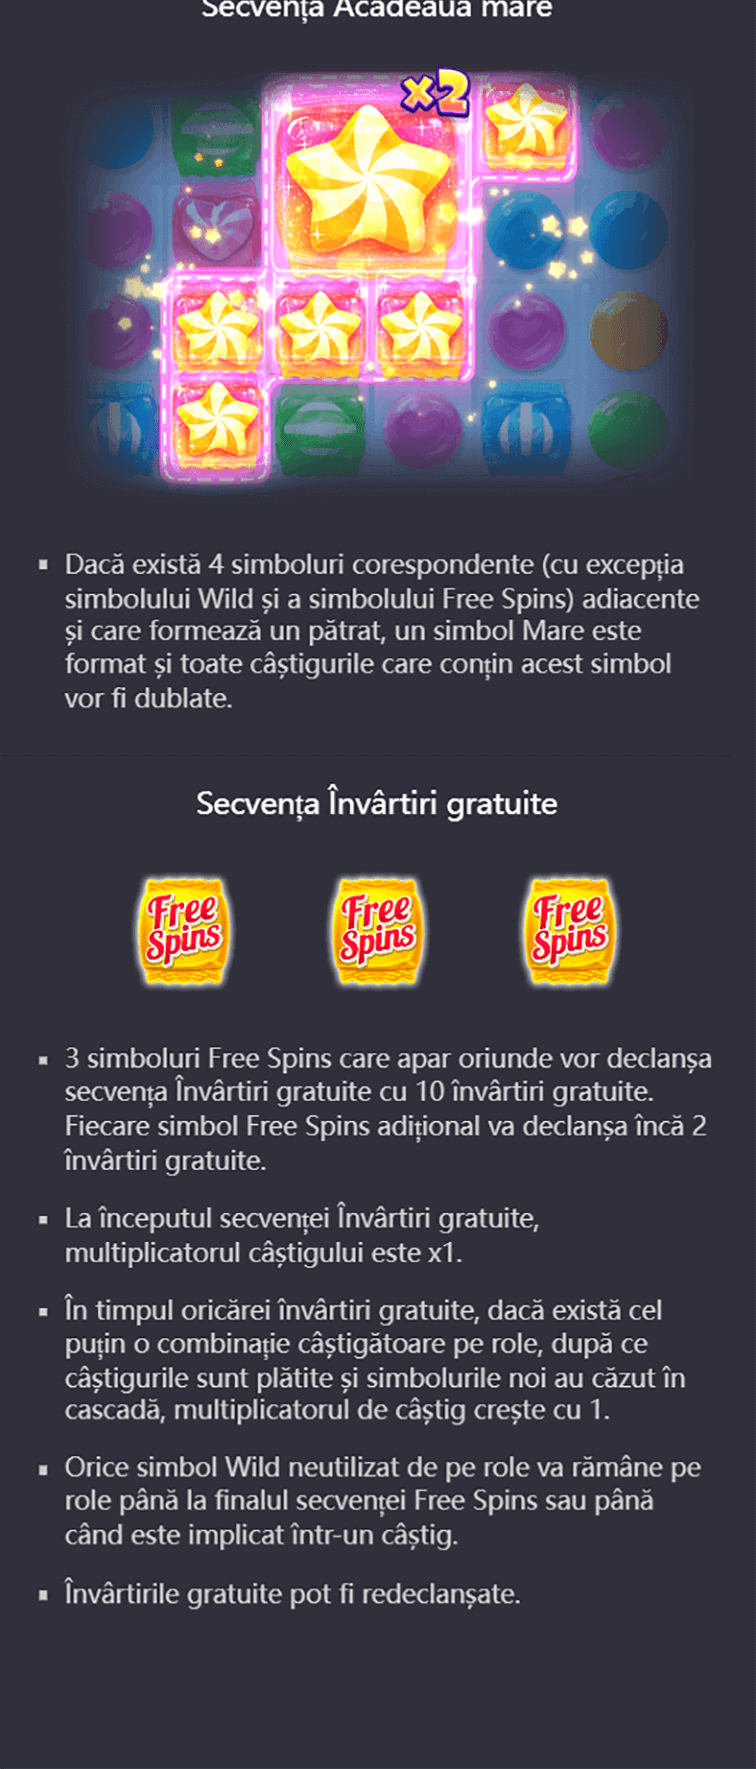 Secvența Acadeaua mare
x2
▪ Dacă există 4 simboluri corespondente (cu excepția
simbolului Wild și a simbolului Free Spins) adiacente
și care formează un pătrat, un simbol Mare este
format și toate câștigurile care conțin acest simbol
vor fi dublate.
Secvența Învârtiri gratuite
Free Spins
Free Spins
Free Spins
▪ 3 simboluri Free Spins care apar oriunde vor declanșa
secvența Învârtiri gratuite cu 10 învârtiri gratuite.
Fiecare simbol Free Spins adițional va declanșa încă 2
învârtiri gratuite.
▪ La începutul secvenței Învârtiri gratuite,
multiplicatorul câștigului este x1.
▪ În timpul oricărei învârtiri gratuite, dacă există cel
puțin o combinație câștigătoare pe role, după ce
câștigurile sunt plătite și simbolurile noi au căzut în
cascadă, multiplicatorul de câștig crește cu 1.
▪ Orice simbol Wild neutilizat de pe role va rămâne pe
role până la finalul secvenței Free Spins sau până
când este implicat într-un câștig.
▪ Învârtirile gratuite pot fi redeclanșate.